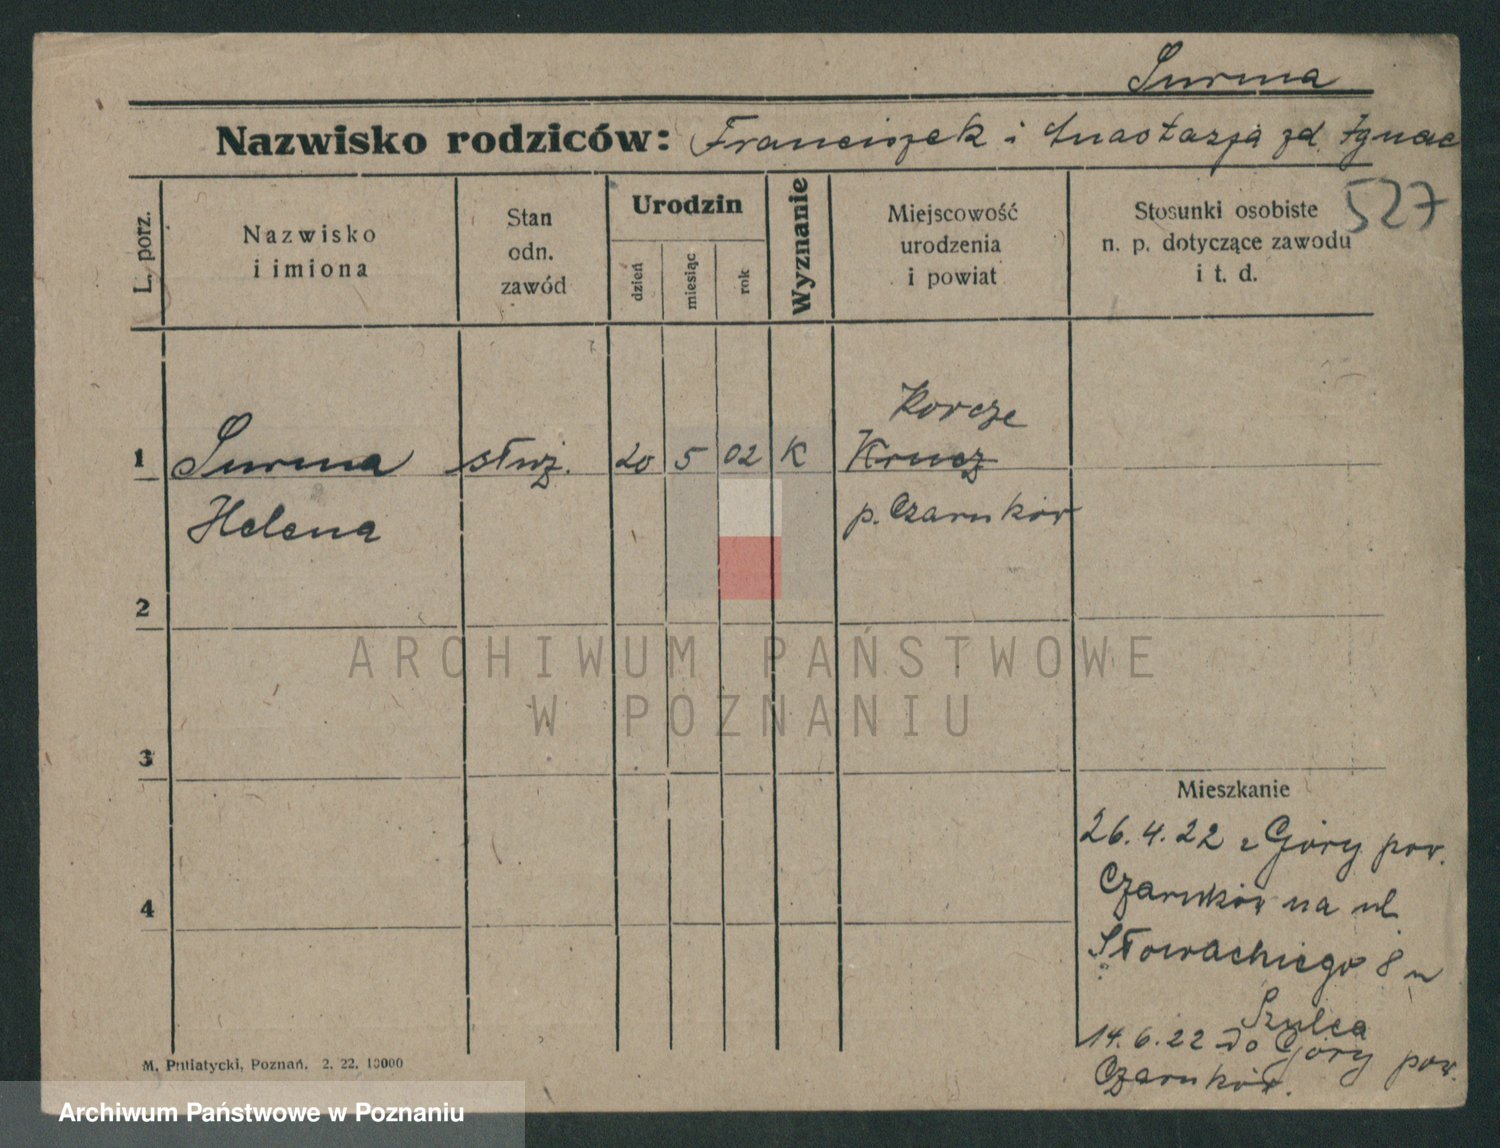 Surma
Nazwisko rodziców: Franciszek i Anastazja zd. Ignac
527
L. porz.
Nazwisko
i imiona
Stan
odn.
zawód
Urodzin
dzień
miesiąc
rok
Wyznanie
Miejscowość
urodzenia
i powiat
Stosunki osobiste
n. p. dotyczące zawodu
i t. d.
Korcze
1 Surma służ. 20 5 02 K Krucz
Helena p. Czarnków
2
ARCHIWUM PAŃSTWOWE
W POZNANIU
3
Mieszkanie
26.4.22 z Góry pow.
Czarnków na ul.
4
Słowackiego 8 u
Szulca
14.6.22 do Góry pow.
Czarnków.
M. Putiatycki, Poznań. 2. 22. 10000
Archiwum Państwowe w Poznaniu